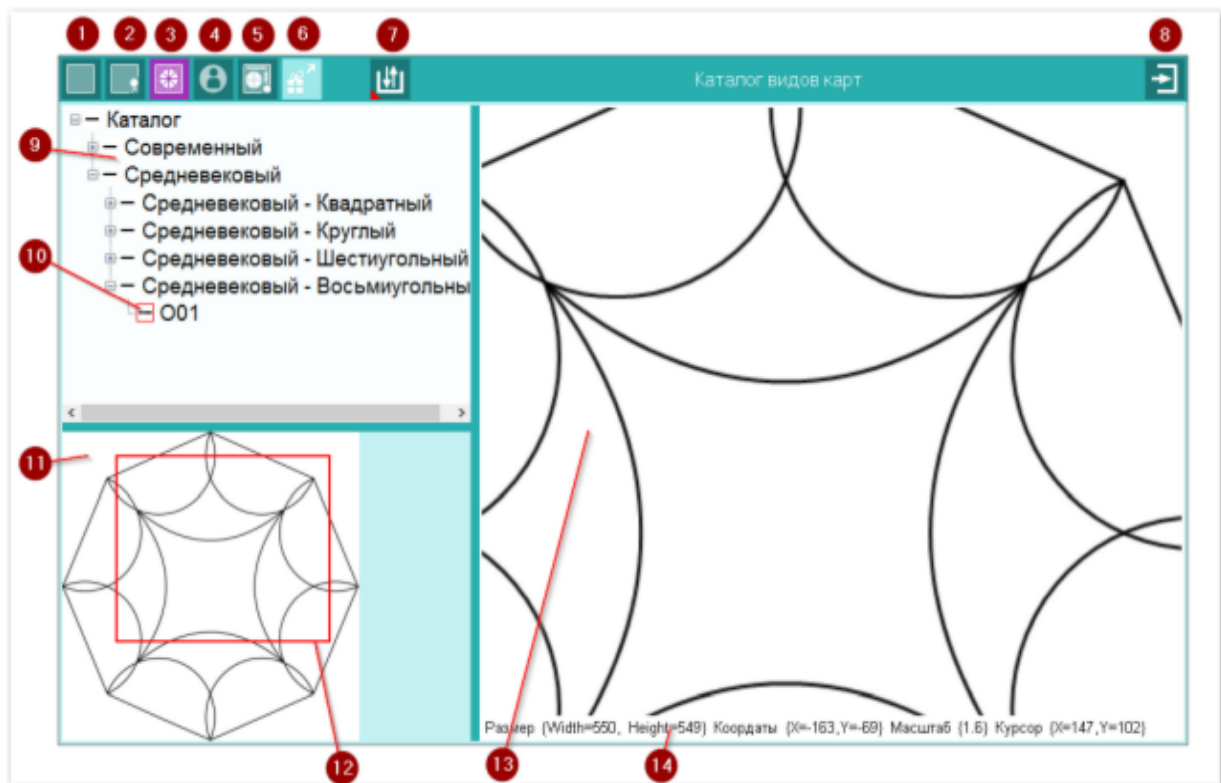 1 2 3 4 5 6 7 8
Каталог видов карт
Каталог
9
Современный
Средневековый
Средневековый - Квадратный
Средневековый - Круглый
10
Средневековый - Шестиугольный
Средневековый - Восьмиугольны
O01
11
Размер {Width=550, Height=549} Коордаты {X=-163,Y=-69} Масштаб {1.6} Курсор {X=147,Y=102}
12 13 14